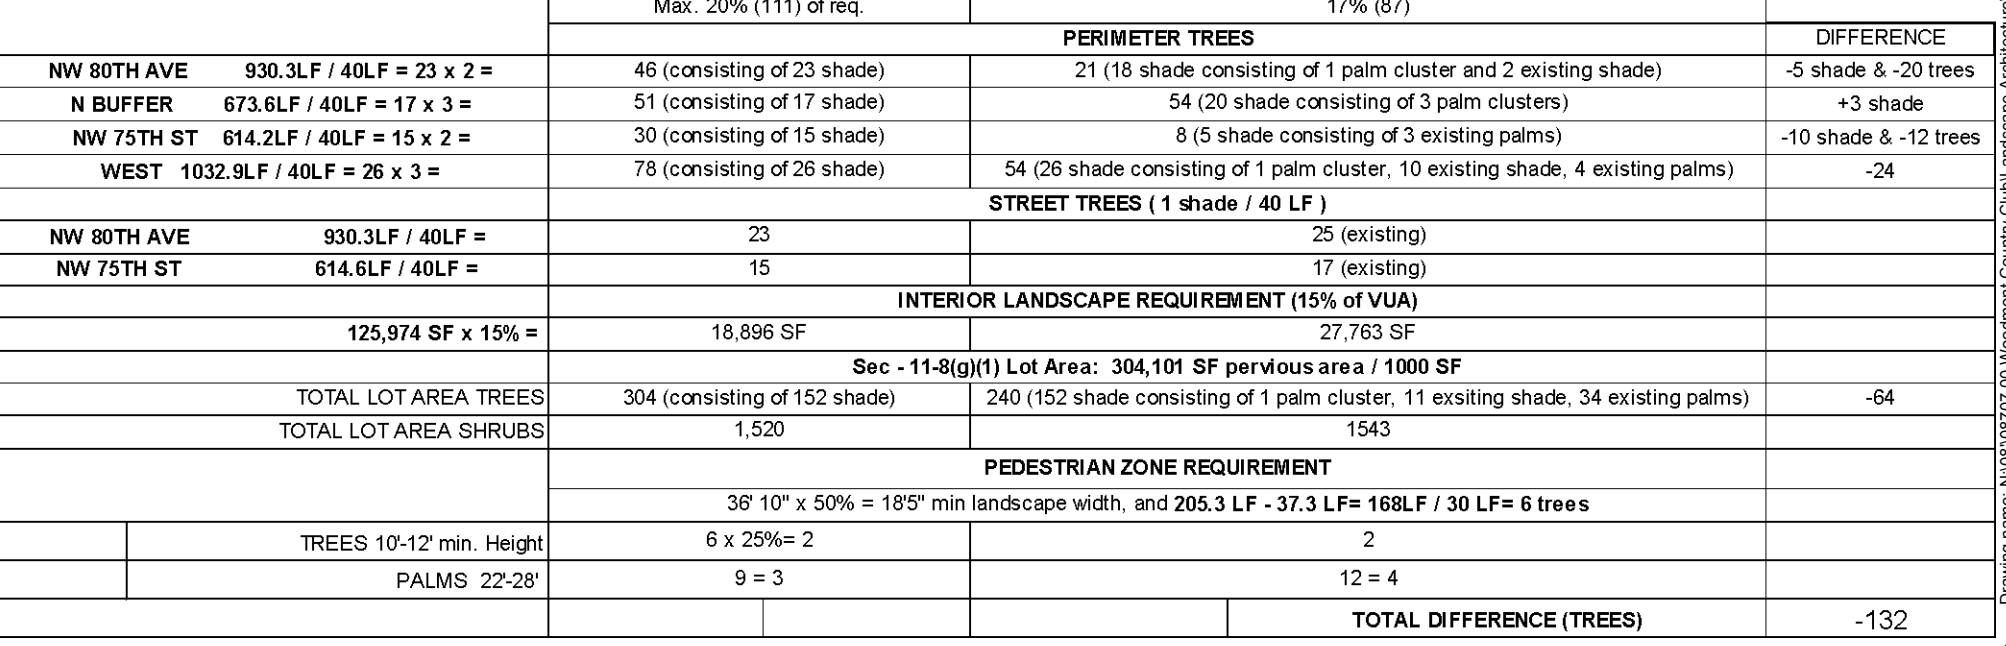 Max. 20% (111) of req. 17% (87)
PERIMETER TREES DIFFERENCE
NW 80TH AVE 930.3LF / 40LF = 23 x 2 = 46 (consisting of 23 shade) 21 (18 shade consisting of 1 palm cluster and 2 existing shade) -5 shade & -20 trees
N BUFFER 673.6LF / 40LF = 17 x 3 = 51 (consisting of 17 shade) 54 (20 shade consisting of 3 palm clusters) +3 shade
NW 75TH ST 614.2LF / 40LF = 15 x 2 = 30 (consisting of 15 shade) 8 (5 shade consisting of 3 existing palms) -10 shade & -12 trees
WEST 1032.9LF / 40LF = 26 x 3 = 78 (consisting of 26 shade) 54 (26 shade consisting of 1 palm cluster, 10 existing shade, 4 existing palms) -24
STREET TREES ( 1 shade / 40 LF )
NW 80TH AVE 930.3LF / 40LF = 23 25 (existing)
NW 75TH ST 614.6LF / 40LF = 15 17 (existing)
INTERIOR LANDSCAPE REQUIREMENT (15% of VUA)
125,974 SF x 15% = 18,896 SF 27,763 SF
Sec - 11-8(g)(1) Lot Area: 304,101 SF pervious area / 1000 SF
TOTAL LOT AREA TREES 304 (consisting of 152 shade) 240 (152 shade consisting of 1 palm cluster, 11 exsiting shade, 34 existing palms) -64
TOTAL LOT AREA SHRUBS 1,520 1543
PEDESTRIAN ZONE REQUIREMENT
36' 10" x 50% = 18'5" min landscape width, and 205.3 LF - 37.3 LF= 168LF / 30 LF= 6 trees
TREES 10'-12' min. Height 6 x 25%= 2 2
PALMS 22'-28' 9 = 3 12 = 4
TOTAL DIFFERENCE (TREES) -132